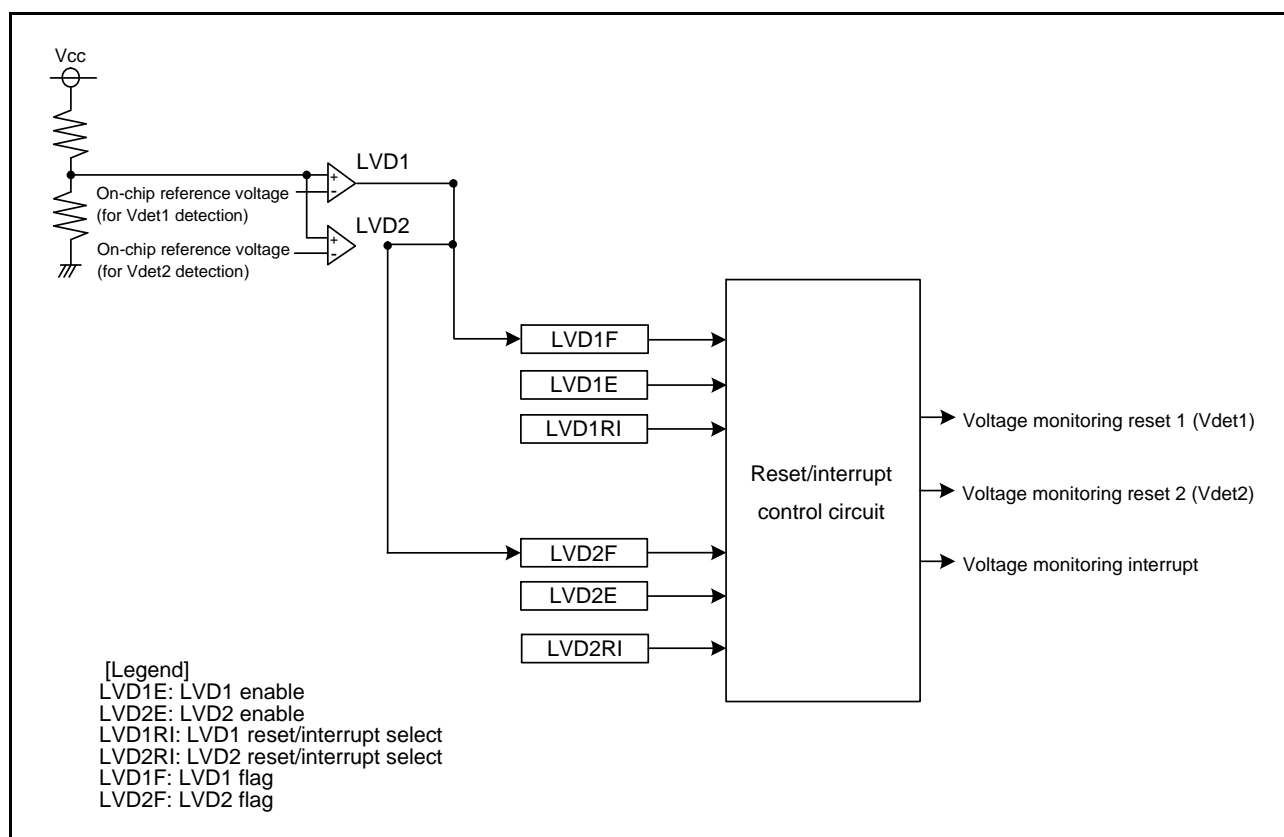 Vcc
LVD1
On-chip reference voltage
(for Vdet1 detection)
LVD2
On-chip reference voltage
(for Vdet2 detection)
+
-
+
-
LVD1F
LVD1E
LVD1RI
LVD2F
LVD2E
LVD2RI
Reset/interrupt
control circuit
Voltage monitoring reset 1 (Vdet1)
Voltage monitoring reset 2 (Vdet2)
Voltage monitoring interrupt
[Legend]
LVD1E: LVD1 enable
LVD2E: LVD2 enable
LVD1RI: LVD1 reset/interrupt select
LVD2RI: LVD2 reset/interrupt select
LVD1F: LVD1 flag
LVD2F: LVD2 flag